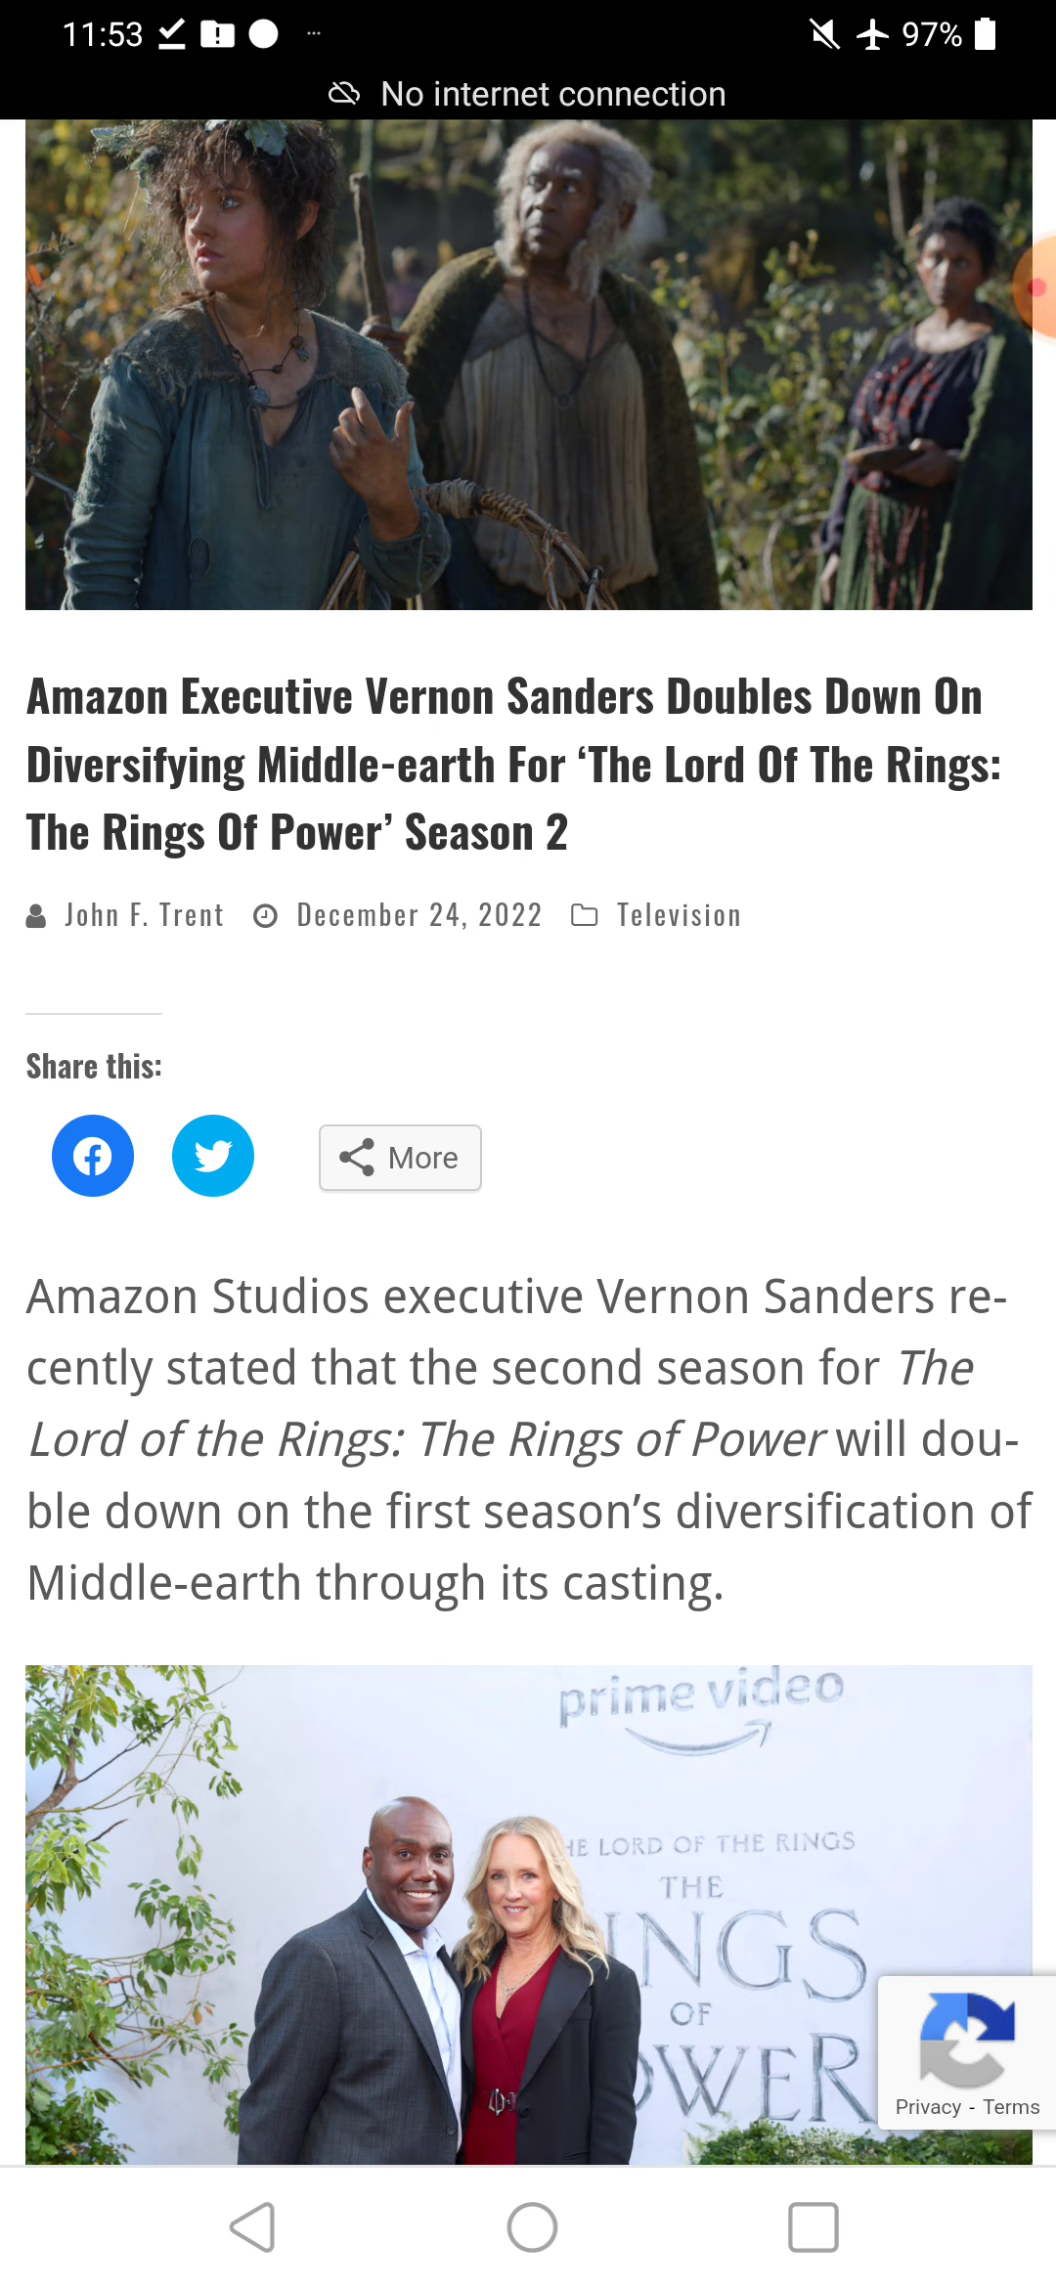 11:53 97%
No internet connection
Amazon Executive Vernon Sanders Doubles Down On
Diversifying Middle-earth For ‘The Lord Of The Rings:
The Rings Of Power’ Season 2
John F. Trent December 24, 2022 Television
Share this:
More
Amazon Studios executive Vernon Sanders re-
cently stated that the second season for The
Lord of the Rings: The Rings of Power will dou-
ble down on the first season’s diversification of
Middle-earth through its casting.
prime video
HE LORD OF THE RINGS
THE
INGS
OF
OWER
Privacy - Terms